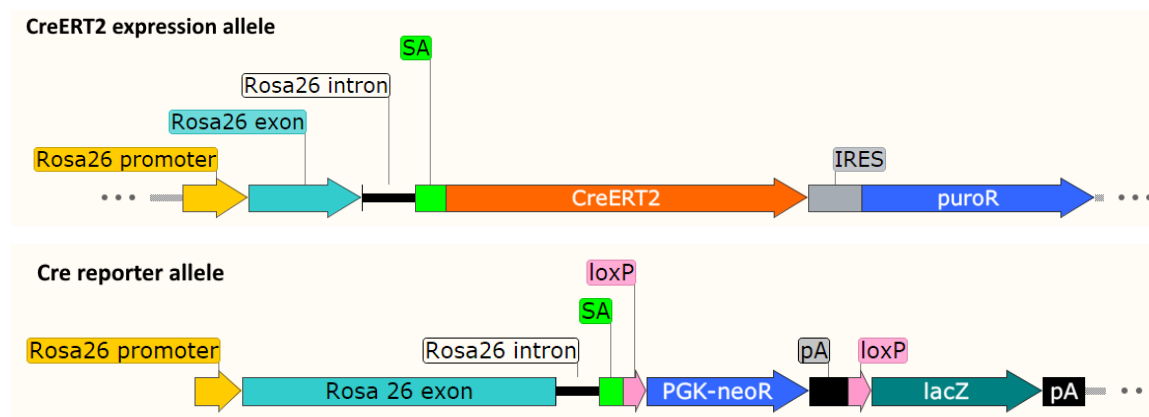 CreERT2 expression allele
SA
Rosa26 intron
Rosa26 exon
Rosa26 promoter
IRES
CreERT2
puroR
Cre reporter allele
loxP
SA
Rosa26 promoter
Rosa26 intron
pA
loxP
Rosa 26 exon
PGK-neoR
lacZ
pA